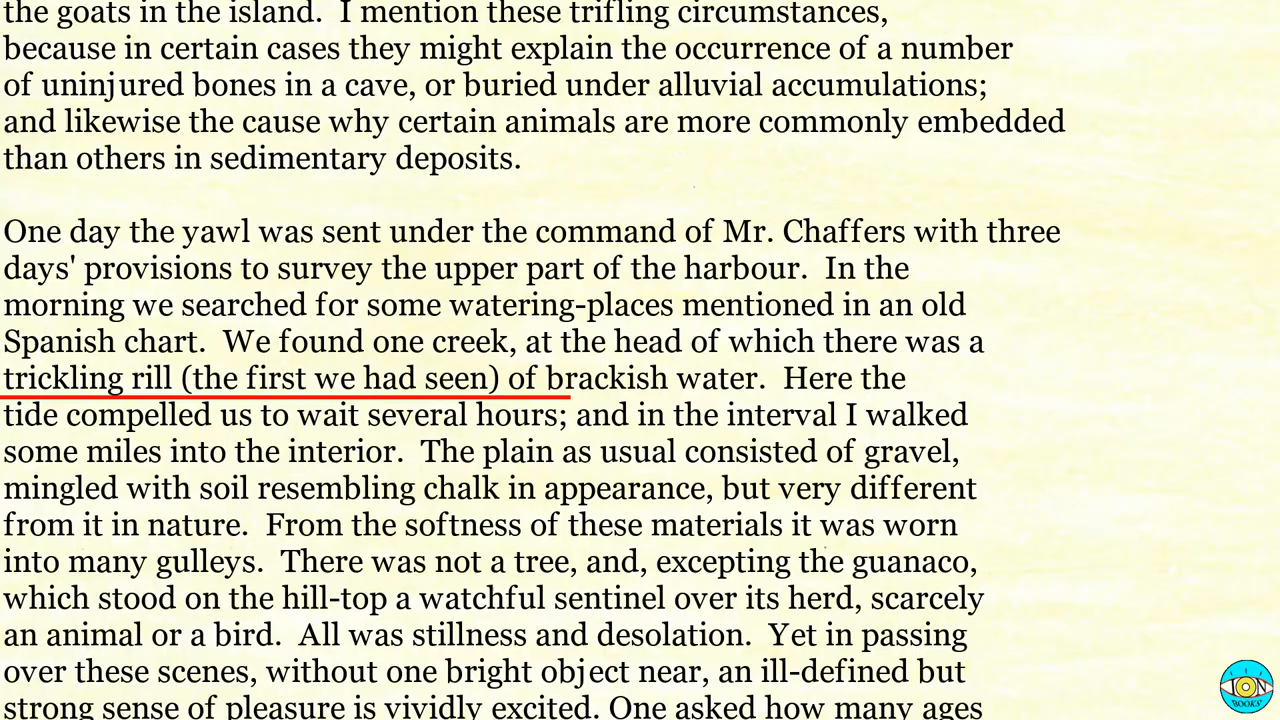 the goats in the island.  I mention these trifling circumstances,
because in certain cases they might explain the occurrence of a number
of uninjured bones in a cave, or buried under alluvial accumulations;
and likewise the cause why certain animals are more commonly embedded
than others in sedimentary deposits.

One day the yawl was sent under the command of Mr. Chaffers with three
days' provisions to survey the upper part of the harbour.  In the
morning we searched for some watering-places mentioned in an old
Spanish chart.  We found one creek, at the head of which there was a
trickling rill (the first we had seen) of brackish water.  Here the
tide compelled us to wait several hours; and in the interval I walked
some miles into the interior.  The plain as usual consisted of gravel,
mingled with soil resembling chalk in appearance, but very different
from it in nature.  From the softness of these materials it was worn
into many gulleys.  There was not a tree, and, excepting the guanaco,
which stood on the hill-top a watchful sentinel over its herd, scarcely
an animal or a bird.  All was stillness and desolation.  Yet in passing
over these scenes, without one bright object near, an ill-defined but
strong sense of pleasure is vividly excited. One asked how many ages
ION
BOOKS